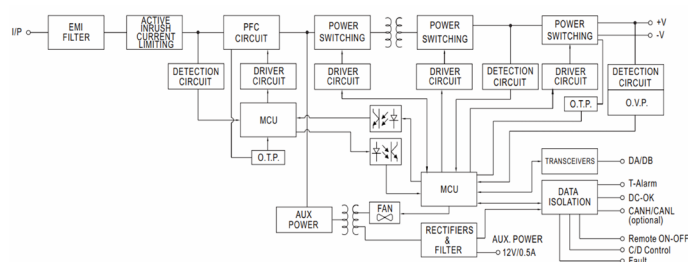 I/P
EMI
FILTER
ACTIVE
INRUSH
CURRENT
LIMITING
PFC
CIRCUIT
POWER
SWITCHING
POWER
SWITCHING
POWER
SWITCHING
+V
-V
DETECTION
CIRCUIT
DRIVER
CIRCUIT
DRIVER
CIRCUIT
DRIVER
CIRCUIT
DETECTION
CIRCUIT
DRIVER
CIRCUIT
DETECTION
CIRCUIT
O.V.P.
O.T.P.
MCU
O.T.P.
MCU
TRANSCEIVERS
DA/DB
DATA
ISOLATION
T-Alarm
DC-OK
CANH/CANL
(optional)
AUX
POWER
FAN
RECTIFIERS
&
FILTER
AUX. POWER
12V/0.5A
Remote ON-OFF
C/D Control
Fault